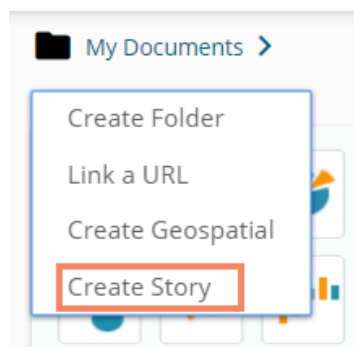 My Documents >
Create Folder
Link a URL
Create Geospatial
Create Story